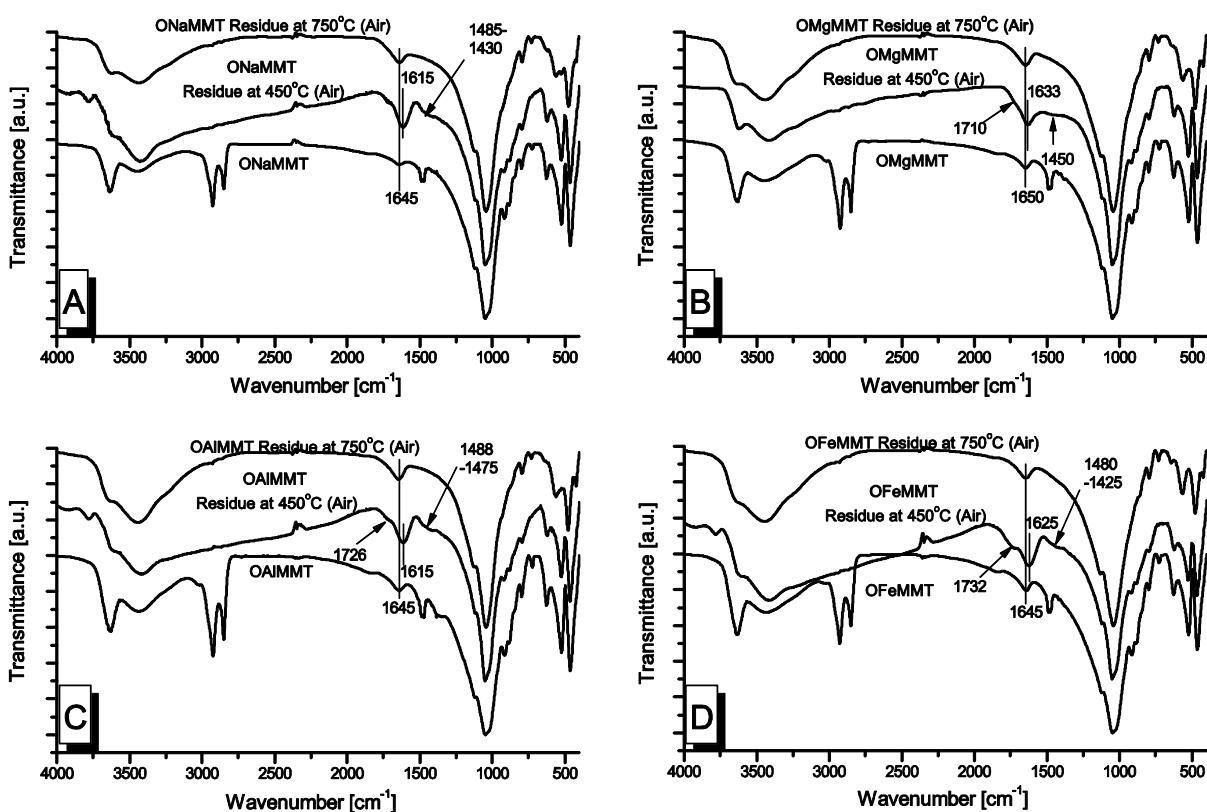 ONaMMT Residue at 750°C (Air)
1485-
1430
ONaMMT
1615
Residue at 450°C (Air)
ONaMMT
1645
Transmittance [a.u.]
A
4000 3500 3000 2500 2000 1500 1000 500
Wavenumber [cm⁻¹]
OMgMMT Residue at 750°C (Air)
OMgMMT
Residue at 450°C (Air)
1633
1710
1450
OMgMMT
1650
Transmittance [a.u.]
B
4000 3500 3000 2500 2000 1500 1000 500
Wavenumber [cm⁻¹]
OAlMMT Residue at 750°C (Air)
1488
-1475
OAlMMT
Residue at 450°C (Air)
1726
OAlMMT
1615
1645
Transmittance [a.u.]
C
4000 3500 3000 2500 2000 1500 1000 500
Wavenumber [cm⁻¹]
OFeMMT Residue at 750°C (Air)
1480
-1425
OFeMMT
Residue at 450°C (Air)
1625
1732
OFeMMT
1645
Transmittance [a.u.]
D
4000 3500 3000 2500 2000 1500 1000 500
Wavenumber [cm⁻¹]